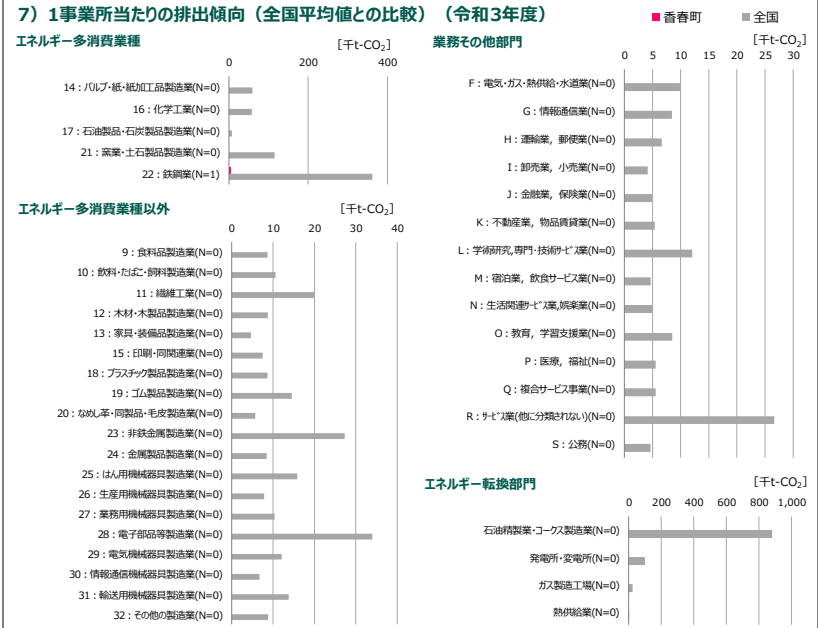 7）1事業所当たりの排出傾向（全国平均値との比較）（令和3年度）
■香春町 ■全国
エネルギー多消費業種
[千t-CO₂]
0 200 400
14：パルプ・紙・紙加工品製造業(N=0)
16：化学工業(N=0)
17：石油製品・石炭製品製造業(N=0)
21：窯業・土石製品製造業(N=0)
22：鉄鋼業(N=1)
エネルギー多消費業種以外
[千t-CO₂]
0 10 20 30 40
9：食料品製造業(N=0)
10：飲料・たばこ・飼料製造業(N=0)
11：繊維工業(N=0)
12：木材・木製品製造業(N=0)
13：家具・装備品製造業(N=0)
15：印刷・同関連業(N=0)
18：プラスチック製品製造業(N=0)
19：ゴム製品製造業(N=0)
20：なめし革・同製品・毛皮製造業(N=0)
23：非鉄金属製造業(N=0)
24：金属製品製造業(N=0)
25：はん用機械器具製造業(N=0)
26：生産用機械器具製造業(N=0)
27：業務用機械器具製造業(N=0)
28：電子部品等製造業(N=0)
29：電気機械器具製造業(N=0)
30：情報通信機械器具製造業(N=0)
31：輸送用機械器具製造業(N=0)
32：その他の製造業(N=0)
業務その他部門
[千t-CO₂]
0 5 10 15 20 25 30
F：電気・ガス・熱供給・水道業(N=0)
G：情報通信業(N=0)
H：運輸業，郵便業(N=0)
I：卸売業，小売業(N=0)
J：金融業，保険業(N=0)
K：不動産業，物品賃貸業(N=0)
L：学術研究,専門・技術ｻｰﾋﾞｽ業(N=0)
M：宿泊業，飲食サービス業(N=0)
N：生活関連ｻｰﾋﾞｽ業,娯楽業(N=0)
O：教育，学習支援業(N=0)
P：医療，福祉(N=0)
Q：複合サービス事業(N=0)
R：ｻｰﾋﾞｽ業(他に分類されない)(N=0)
S：公務(N=0)
エネルギー転換部門
[千t-CO₂]
0 200 400 600 800 1,000
石油精製業・コークス製造業(N=0)
発電所・変電所(N=0)
ガス製造工場(N=0)
熱供給業(N=0)